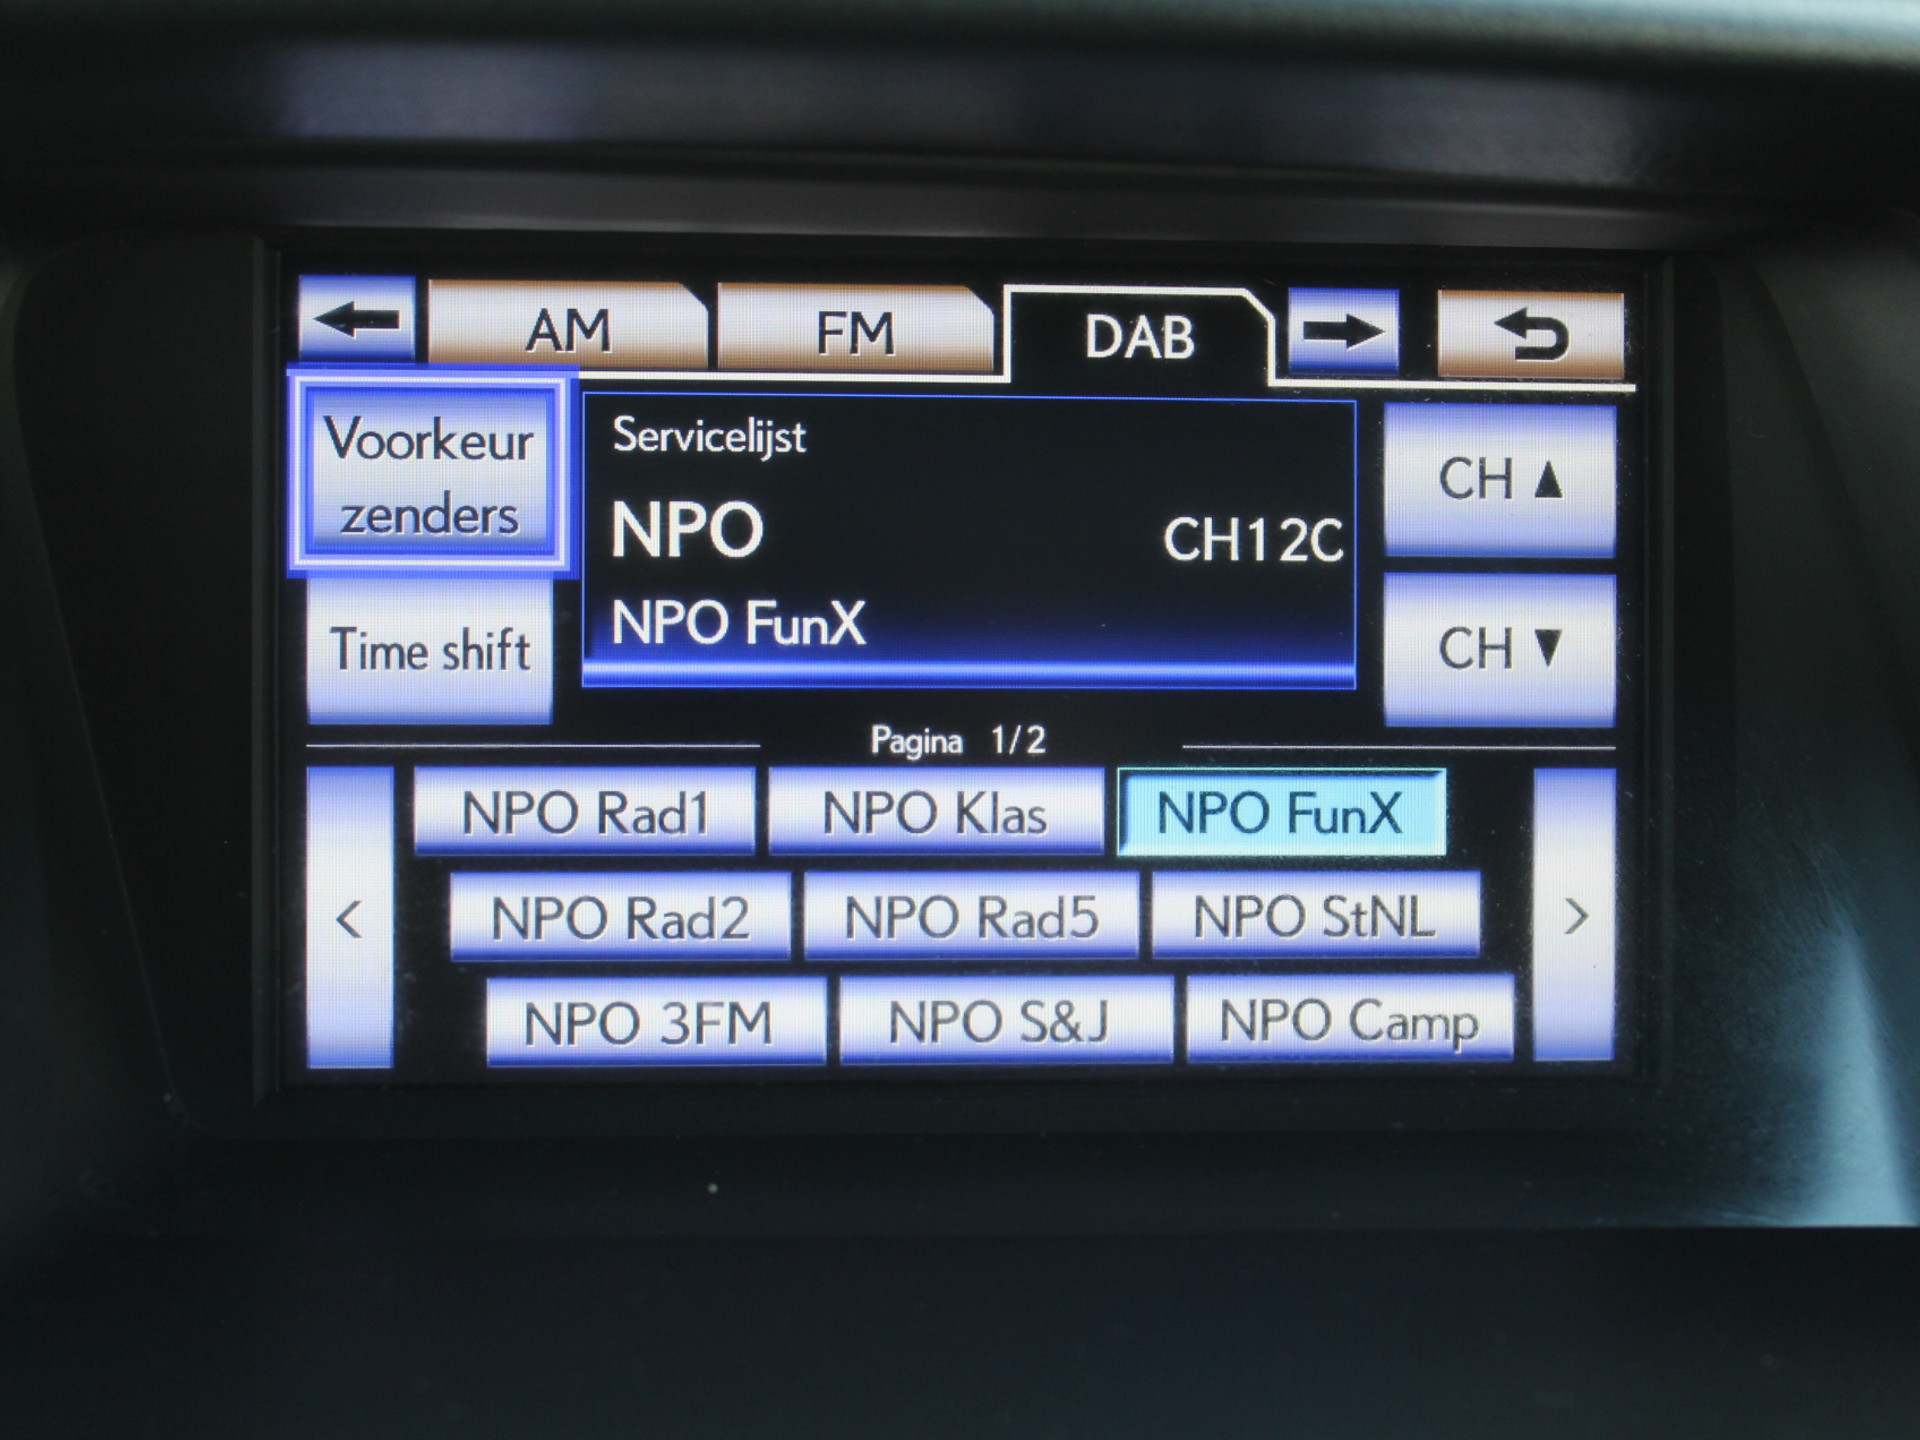 AM FM DAB
Voorkeur
zenders
Servicelijst
NPO CH12C
NPO FunX
CH ▲
Time shift
CH ▼
Pagina 1/2
NPO Rad1 NPO Klas NPO FunX
< NPO Rad2 NPO Rad5 NPO StNL >
NPO 3FM NPO S&J NPO Camp